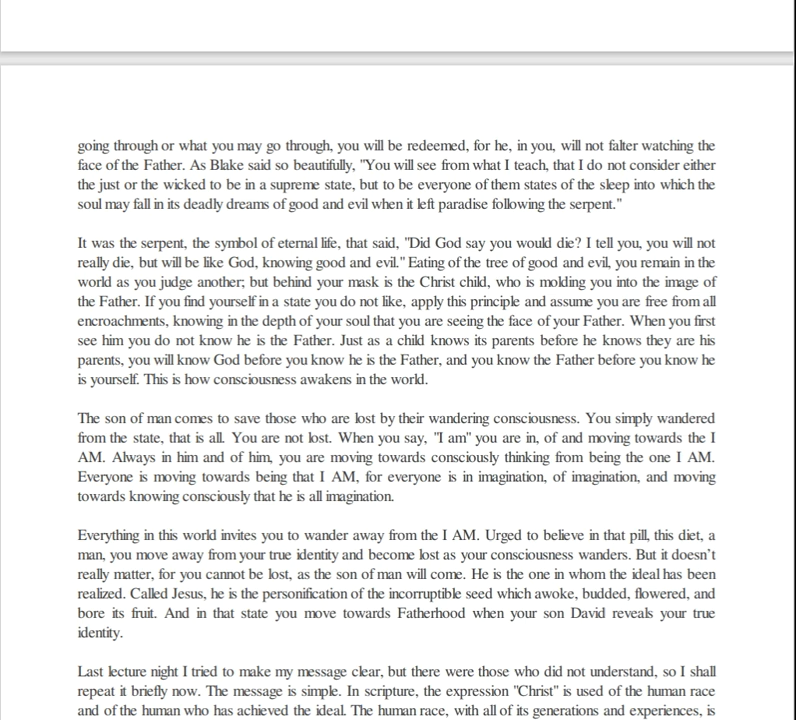 going through or what you may go through, you will be redeemed, for he, in you, will not falter watching the
face of the Father. As Blake said so beautifully, "You will see from what I teach, that I do not consider either
the just or the wicked to be in a supreme state, but to be everyone of them states of the sleep into which the
soul may fall in its deadly dreams of good and evil when it left paradise following the serpent."
It was the serpent, the symbol of eternal life, that said, "Did God say you would die? I tell you, you will not
really die, but will be like God, knowing good and evil." Eating of the tree of good and evil, you remain in the
world as you judge another; but behind your mask is the Christ child, who is molding you into the image of
the Father. If you find yourself in a state you do not like, apply this principle and assume you are free from all
encroachments, knowing in the depth of your soul that you are seeing the face of your Father. When you first
see him you do not know he is the Father. Just as a child knows its parents before he knows they are his
parents, you will know God before you know he is the Father, and you know the Father before you know he
is yourself. This is how consciousness awakens in the world.
The son of man comes to save those who are lost by their wandering consciousness. You simply wandered
from the state, that is all. You are not lost. When you say, "I am" you are in, of and moving towards the I
AM. Always in him and of him, you are moving towards consciously thinking from being the one I AM.
Everyone is moving towards being that I AM, for everyone is in imagination, of imagination, and moving
towards knowing consciously that he is all imagination.
Everything in this world invites you to wander away from the I AM. Urged to believe in that pill, this diet, a
man, you move away from your true identity and become lost as your consciousness wanders. But it doesn't
really matter, for you cannot be lost, as the son of man will come. He is the one in whom the ideal has been
realized. Called Jesus, he is the personification of the incorruptible seed which awoke, budded, flowered, and
bore its fruit. And in that state you move towards Fatherhood when your son David reveals your true
identity.
Last lecture night I tried to make my message clear, but there were those who did not understand, so I shall
repeat it briefly now. The message is simple. In scripture, the expression "Christ" is used of the human race
and of the human who has achieved the ideal. The human race, with all of its generations and experiences, is